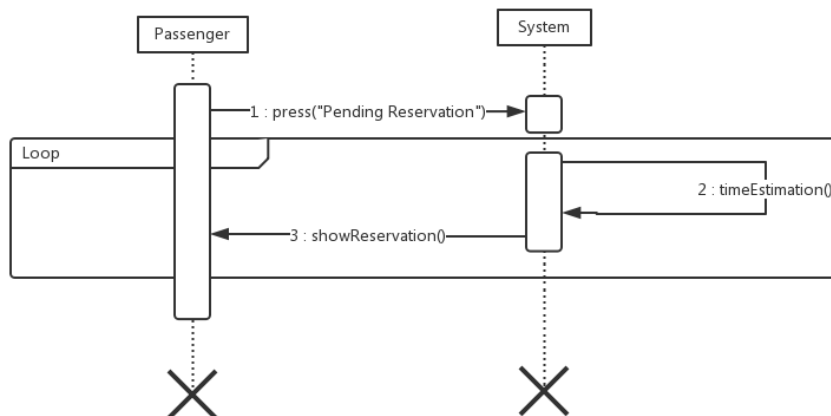 Passenger
System
1 : press("Pending Reservation")
Loop
2 : timeEstimation()
3 : showReservation()